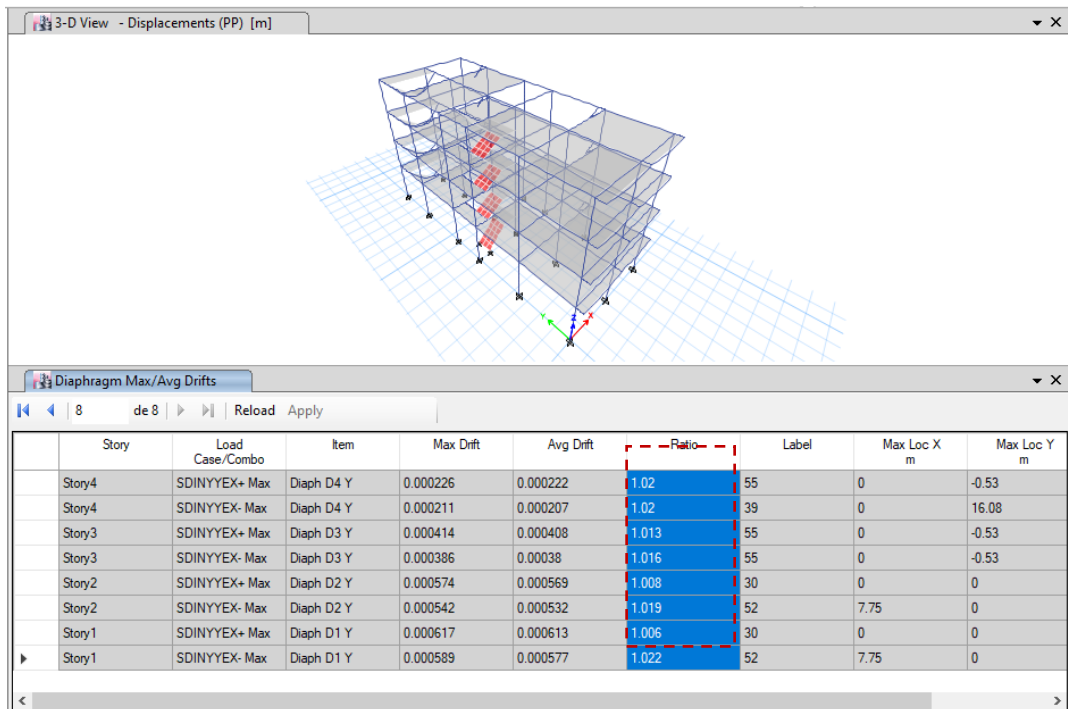 3-D View - Displacements (PP) [m]
Y Z X
Diaphragm Max/Avg Drifts
8 de 8 Reload Apply
Story Load Case/Combo Item Max Drift Avg Drift Ratio Label Max Loc X m Max Loc Y m
Story4 SDINYYEX+ Max Diaph D4 Y 0.000226 0.000222 1.02 55 0 -0.53
Story4 SDINYYEX- Max Diaph D4 Y 0.000211 0.000207 1.02 39 0 16.08
Story3 SDINYYEX+ Max Diaph D3 Y 0.000414 0.000408 1.013 55 0 -0.53
Story3 SDINYYEX- Max Diaph D3 Y 0.000386 0.00038 1.016 55 0 -0.53
Story2 SDINYYEX+ Max Diaph D2 Y 0.000574 0.000569 1.008 30 0 0
Story2 SDINYYEX- Max Diaph D2 Y 0.000542 0.000532 1.019 52 7.75 0
Story1 SDINYYEX+ Max Diaph D1 Y 0.000617 0.000613 1.006 30 0 0
Story1 SDINYYEX- Max Diaph D1 Y 0.000589 0.000577 1.022 52 7.75 0